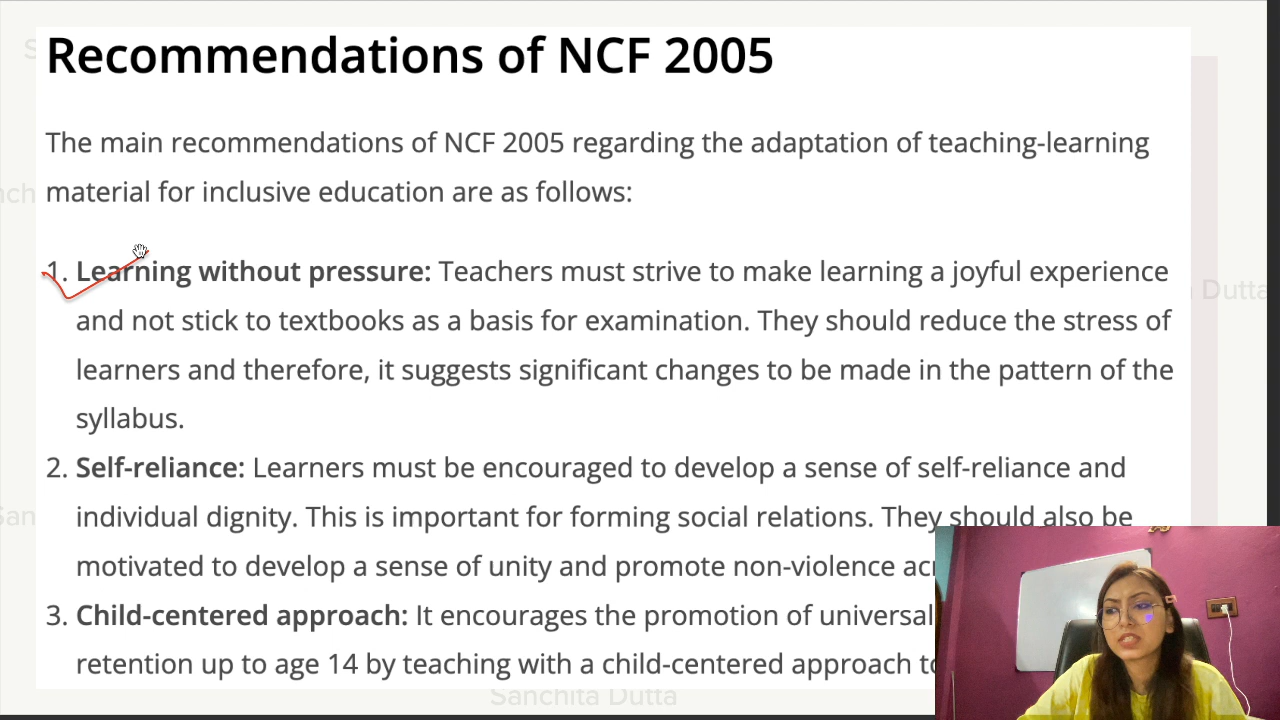 Recommendations of NCF 2005
The main recommendations of NCF 2005 regarding the adaptation of teaching-learning
material for inclusive education are as follows:
1. Learning without pressure: Teachers must strive to make learning a joyful experience
and not stick to textbooks as a basis for examination. They should reduce the stress of
learners and therefore, it suggests significant changes to be made in the pattern of the
syllabus.
Dutta
2. Self-reliance: Learners must be encouraged to develop a sense of self-reliance and
individual dignity. This is important for forming social relations. They should also be
motivated to develop a sense of unity and promote non-violence
3. Child-centered approach: It encourages the promotion of universal
retention up to age 14 by teaching with a child-centered approach
Sanchita Dutta